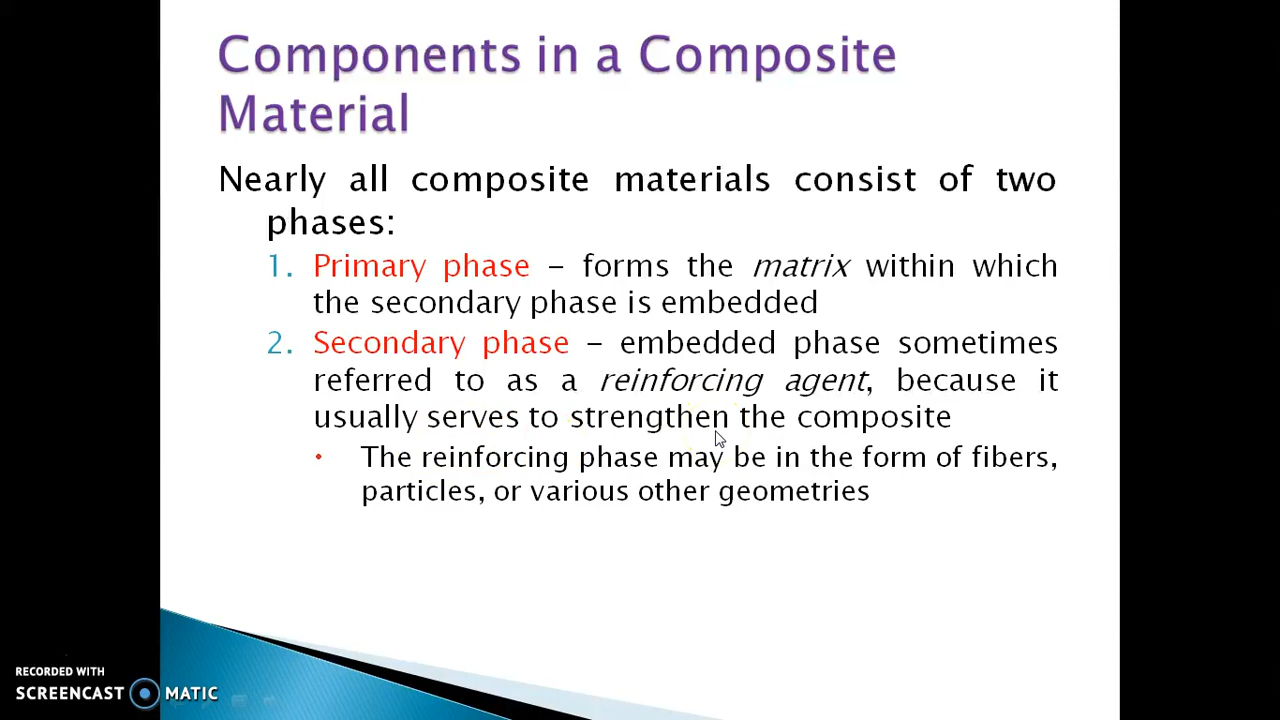 Components in a Composite
Material
Nearly all composite materials consist of two
phases:
1. Primary phase – forms the matrix within which
the secondary phase is embedded
2. Secondary phase – embedded phase sometimes
referred to as a reinforcing agent, because it
usually serves to strengthen the composite
• The reinforcing phase may be in the form of fibers,
particles, or various other geometries
RECORDED WITH
SCREENCAST MATIC